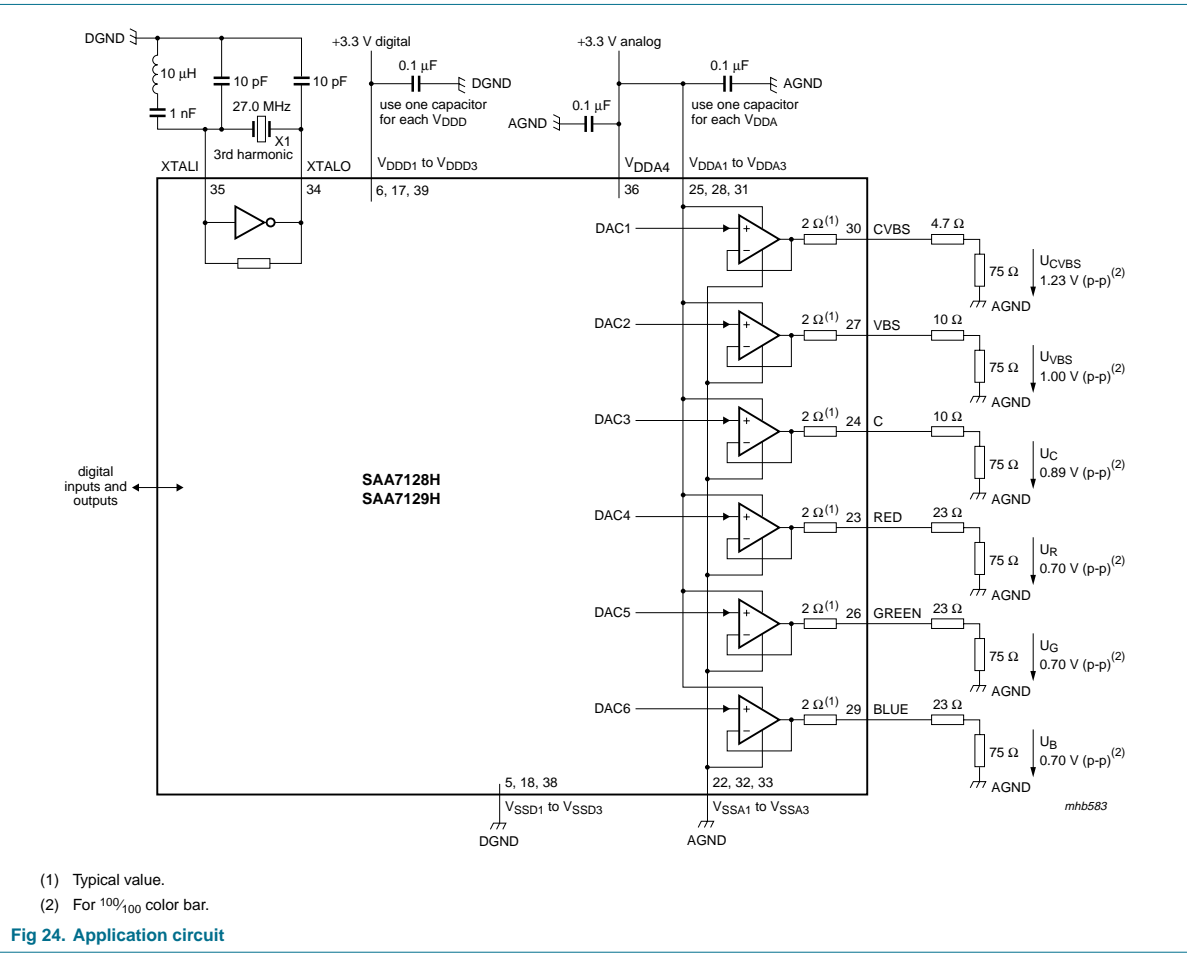 DGND
+3.3 V digital
+3.3 V analog
10 μH
10 pF
10 pF
0.1 μF
DGND
0.1 μF
AGND
1 nF
27.0 MHz
X1
3rd harmonic
use one capacitor
for each VDDD
0.1 μF
AGND
use one capacitor
for each VDDA
XTALI
XTALO
VDDD1 to VDDD3
VDDA4
VDDA1 to VDDA3
35
34
6, 17, 39
36
25, 28, 31
DAC1
+
−
2 Ω(1)
30
CVBS
4.7 Ω
75 Ω
UCVBS
1.23 V (p-p)(2)
AGND
DAC2
+
−
2 Ω(1)
27
VBS
10 Ω
75 Ω
UVBS
1.00 V (p-p)(2)
AGND
DAC3
+
−
2 Ω(1)
24
C
10 Ω
75 Ω
UC
0.89 V (p-p)(2)
AGND
digital
inputs and
outputs
SAA7128H
SAA7129H
DAC4
+
−
2 Ω(1)
23
RED
23 Ω
75 Ω
UR
0.70 V (p-p)(2)
AGND
DAC5
+
−
2 Ω(1)
26
GREEN
23 Ω
75 Ω
UG
0.70 V (p-p)(2)
AGND
DAC6
+
−
2 Ω(1)
29
BLUE
23 Ω
75 Ω
UB
0.70 V (p-p)(2)
AGND
5, 18, 38
22, 32, 33
VSSD1 to VSSD3
VSSA1 to VSSA3
DGND
AGND
mhb583
(1) Typical value.
(2) For 100/100 color bar.
Fig 24. Application circuit